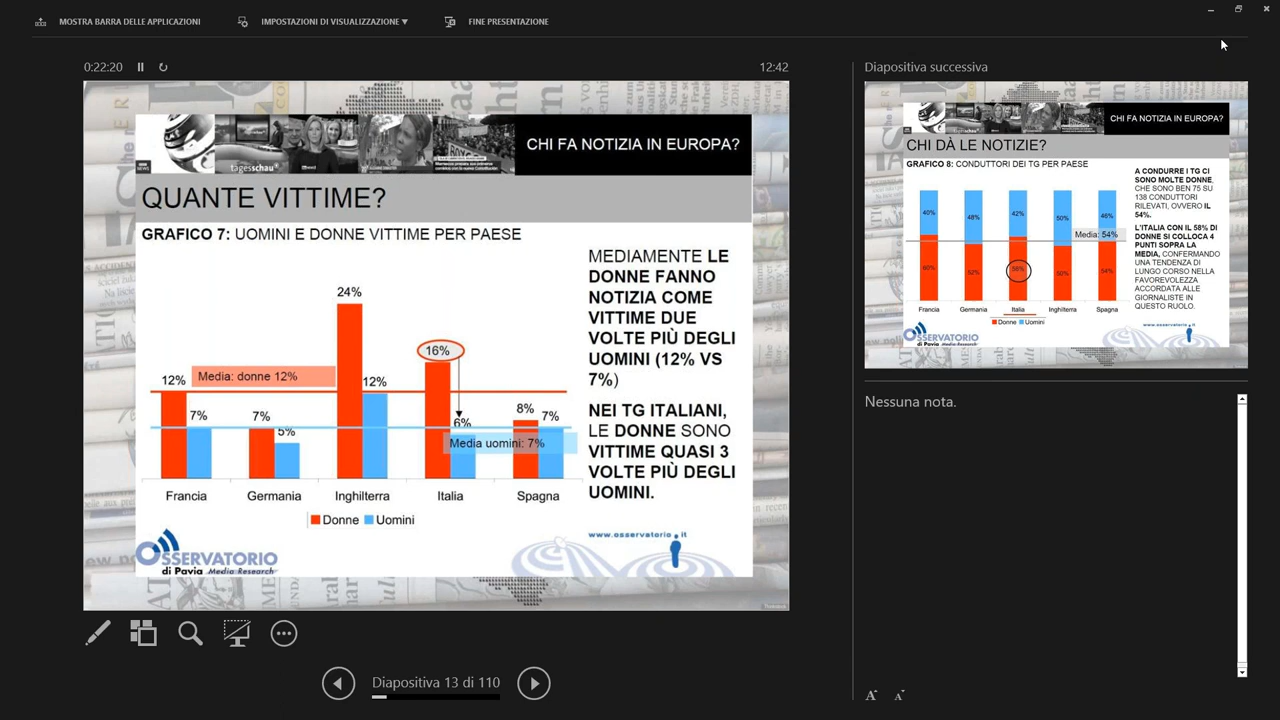 MOSTRA BARRA DELLE APPLICAZIONI
IMPOSTAZIONI DI VISUALIZZAZIONE ▼
FINE PRESENTAZIONE
0:22:20
12:42
CHI FA NOTIZIA IN EUROPA?
tagesschau
QUANTE VITTIME?
GRAFICO 7: UOMINI E DONNE VITTIME PER PAESE
24%
16%
12%
Media: donne 12%
12%
7%
7%
5%
6%
8%
7%
Media uomini: 7%
Francia
Germania
Inghilterra
Italia
Spagna
Donne
Uomini
MEDIAMENTE LE
DONNE FANNO
NOTIZIA COME
VITTIME DUE
VOLTE PIÙ DEGLI
UOMINI (12% VS
7%)
NEI TG ITALIANI,
LE DONNE SONO
VITTIME QUASI 3
VOLTE PIÙ DEGLI
UOMINI.
OSSERVATORIO
di Pavia Media Research
www.osservatorio.it
Diapositiva 13 di 110
Diapositiva successiva
CHI FA NOTIZIA IN EUROPA?
CHI DÀ LE NOTIZIE?
GRAFICO 8: CONDUTTORI DEI TG PER PAESE
40%
48%
42%
50%
46%
Media: 54%
60%
52%
58%
50%
54%
Francia
Germania
Italia
Inghilterra
Spagna
Donne
Uomini
A CONDURRE I TG CI
SONO MOLTE DONNE,
CHE SONO BEN 75 SU
138 CONDUTTORI
RILEVATI, OVVERO IL
54%.
L'ITALIA CON IL 58% DI
DONNE SI COLLOCA 4
PUNTI SOPRA LA
MEDIA, CONFERMANDO
UNA TENDENZA DI
LUNGO CORSO NELLA
FAVOREVOLEZZA
ACCORDATA ALLE
GIORNALISTE IN
QUESTO RUOLO.
OSSERVATORIO
di Pavia Media Research
www.osservatorio.it
Nessuna nota.